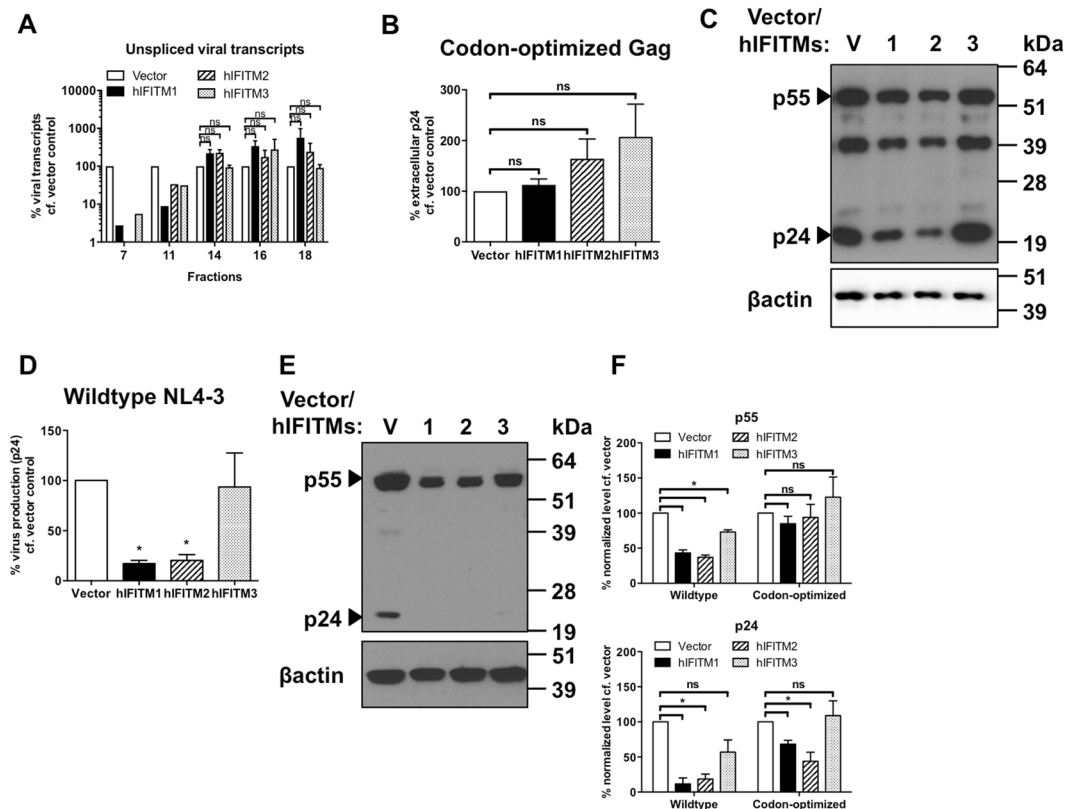 A
Unspliced viral transcripts
Vector
hIFITM2
hIFITM1
hIFITM3
% viral transcripts
cf. vector control
10000
1000
100
10
1
ns
ns
ns
ns
ns
ns
ns
ns
ns
7 11 14 16 18
Fractions
B
Codon-optimized Gag
% extracellular p24
cf. vector control
300
200
100
0
ns
ns
ns
Vector hIFITM1 hIFITM2 hIFITM3
C
Vector/
hIFITMs: V 1 2 3 kDa
p55
p24
64
51
39
28
19
βactin
51
39
D
Wildtype NL4-3
% virus production (p24)
cf. vector control
150
100
50
0
* *
Vector hIFITM1 hIFITM2 hIFITM3
E
Vector/
hIFITMs: V 1 2 3 kDa
p55
p24
64
51
39
28
19
βactin
51
39
F
p55
Vector
hIFITM2
hIFITM1
hIFITM3
% normalized level cf. vector
200
150
100
50
0
*
ns
ns
Wildtype Codon-optimized
p24
Vector
hIFITM2
hIFITM1
hIFITM3
% normalized level cf. vector
200
150
100
50
0
ns
*
ns
*
Wildtype Codon-optimized